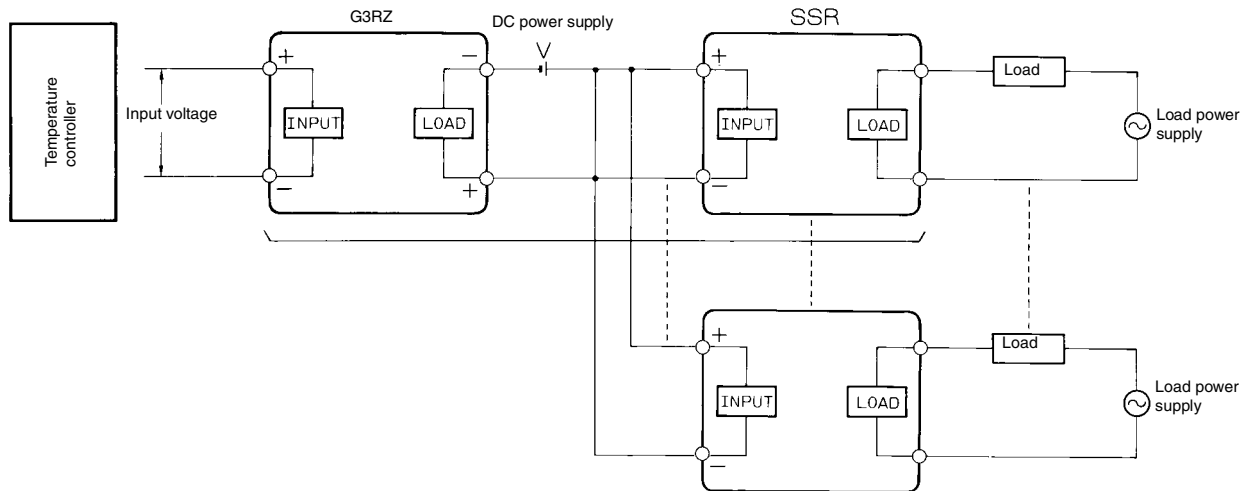 G3RZ
DC power supply
V
SSR
Temperature
controller
Input voltage
+
−
INPUT
−
+
LOAD
+
−
INPUT
LOAD
Load
Load power
supply
+
−
INPUT
LOAD
Load
Load power
supply